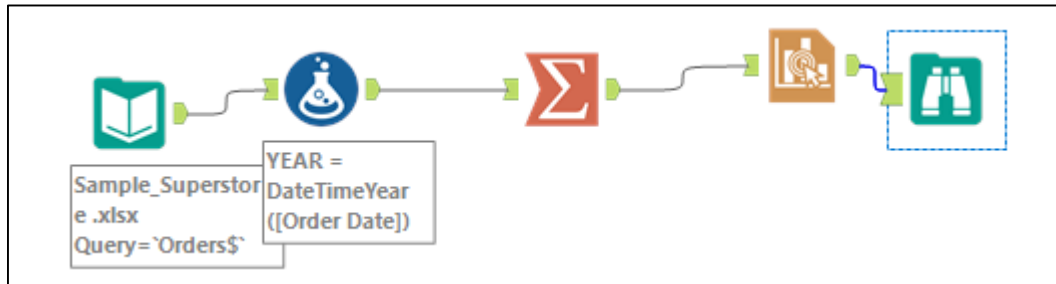 Sample_Superstor
e .xlsx
Query=`Orders$`
YEAR =
DateTimeYear
([Order Date])